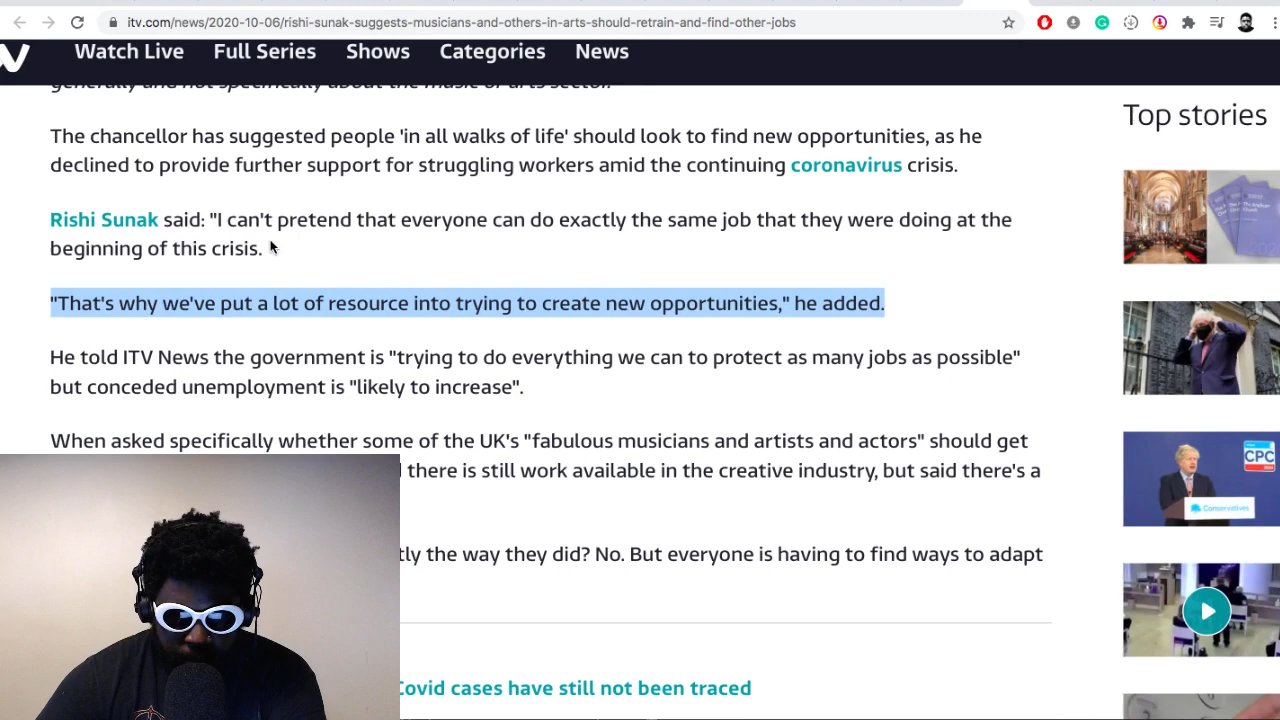 itv.com/news/2020-10-06/rishi-sunak-suggests-musicians-and-others-in-arts-should-retrain-and-find-other-jobs
Watch Live Full Series Shows Categories News
generally and not specifically about the music or arts sector.
Top stories
The chancellor has suggested people 'in all walks of life' should look to find new opportunities, as he
declined to provide further support for struggling workers amid the continuing coronavirus crisis.
Rishi Sunak said: "I can't pretend that everyone can do exactly the same job that they were doing at the
beginning of this crisis.
"That's why we've put a lot of resource into trying to create new opportunities," he added.
He told ITV News the government is "trying to do everything we can to protect as many jobs as possible"
but conceded unemployment is "likely to increase".
When asked specifically whether some of the UK's "fabulous musicians and artists and actors" should get
there is still work available in the creative industry, but said there's a
tly the way they did? No. But everyone is having to find ways to adapt
Covid cases have still not been traced
CPC
Conservatives